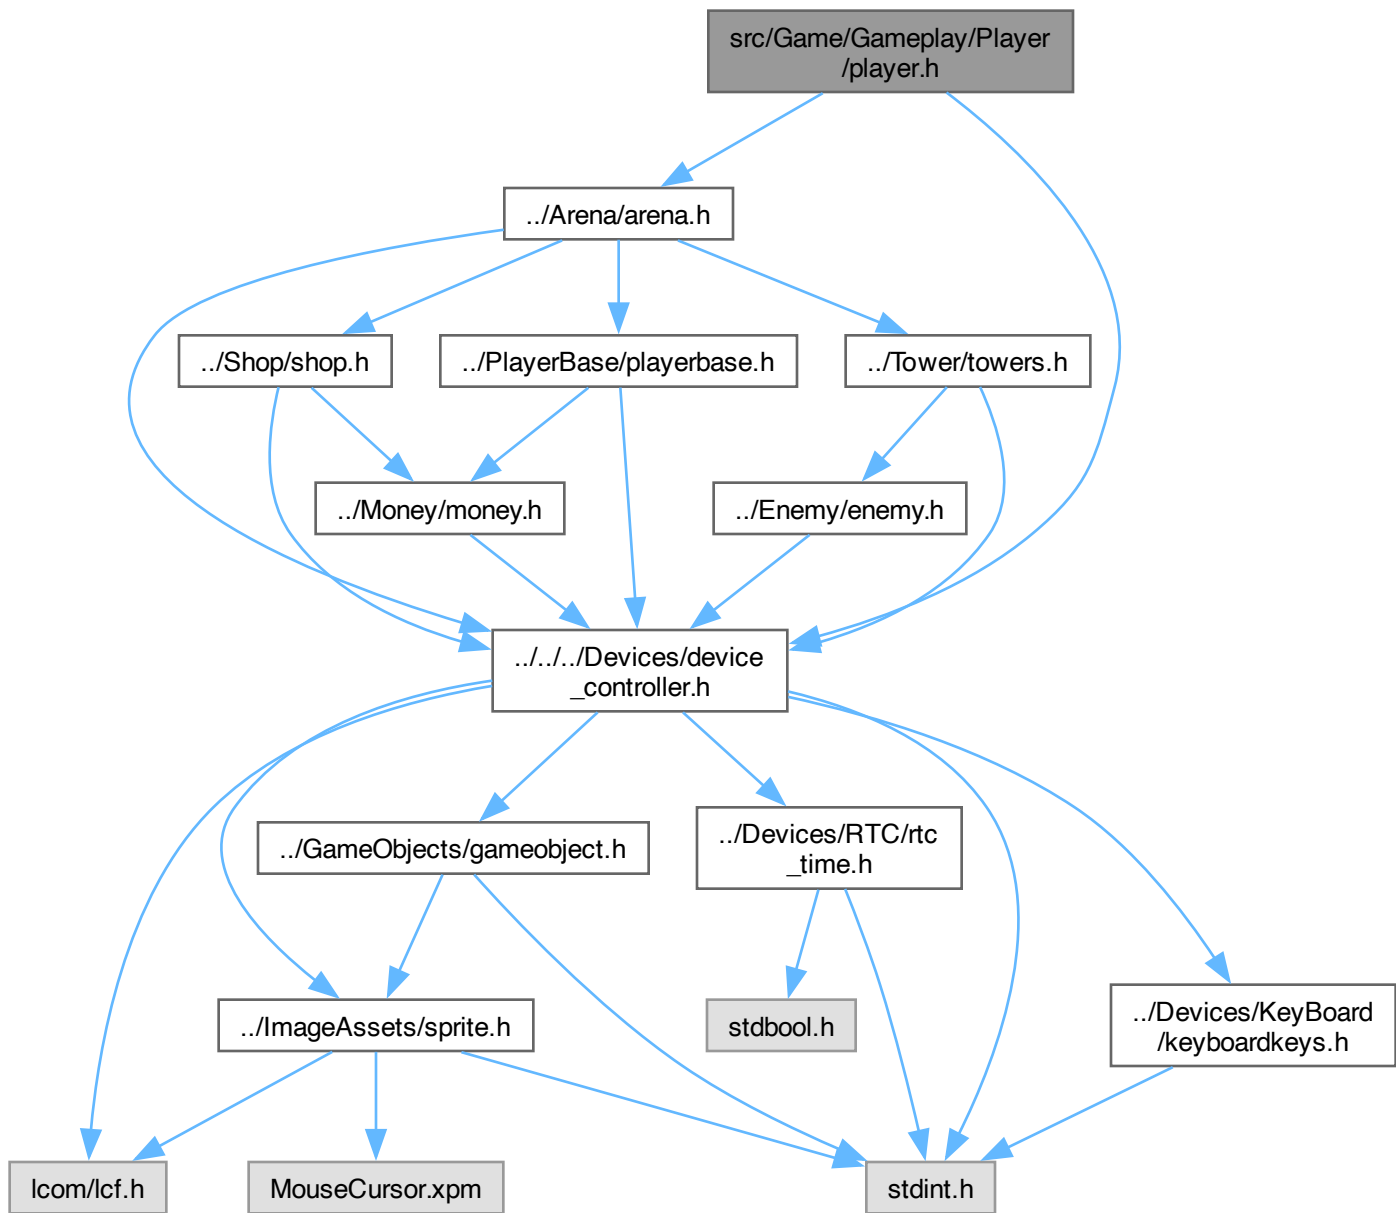 src/Game/Gameplay/Player
/player.h
../Arena/arena.h
../Shop/shop.h
../PlayerBase/playerbase.h
../Tower/towers.h
../Money/money.h
../Enemy/enemy.h
../../../Devices/device
_controller.h
../GameObjects/gameobject.h
../Devices/RTC/rtc
_time.h
../ImageAssets/sprite.h
stdbool.h
../Devices/KeyBoard
/keyboardkeys.h
lcom/lcf.h
MouseCursor.xpm
stdint.h